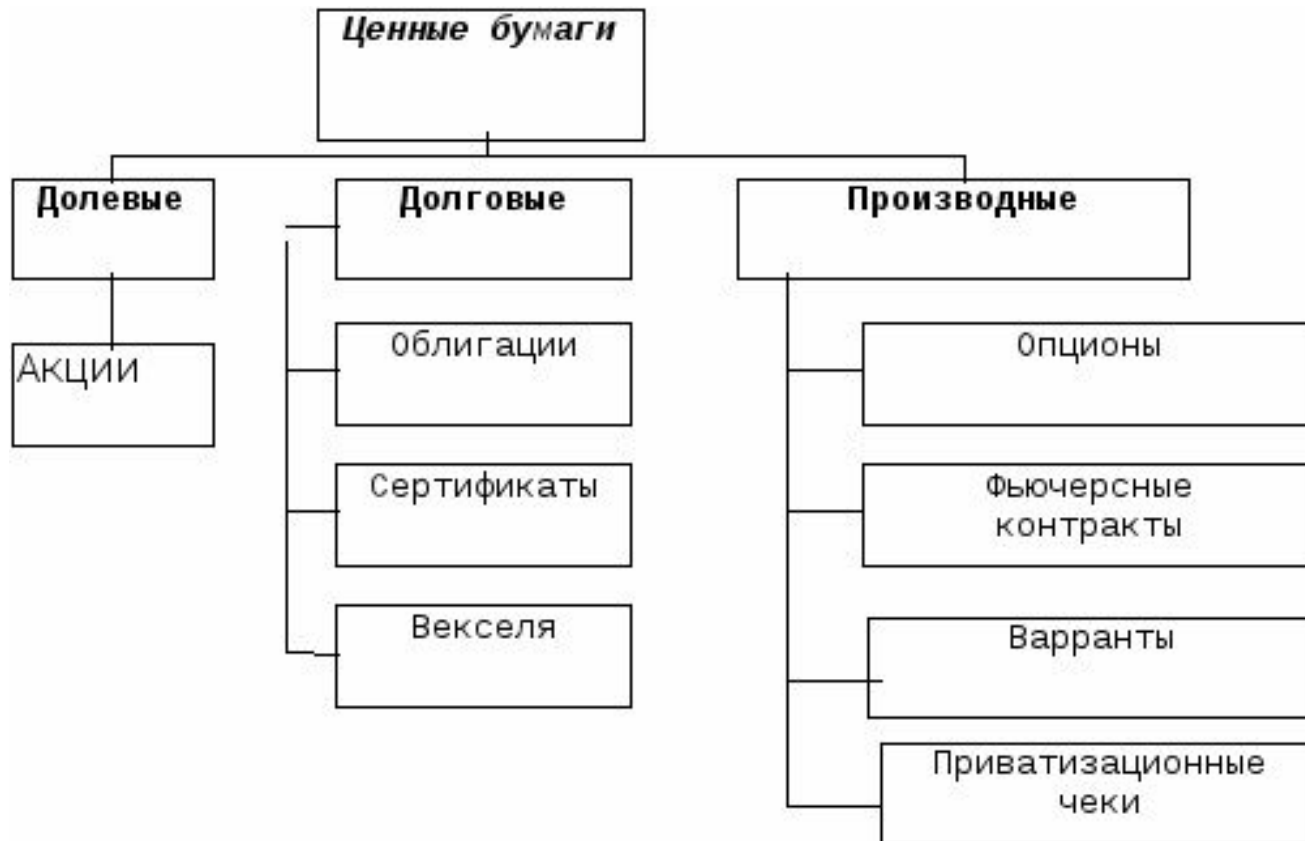 Ценные бумаги
Долевые
Долговые
Производные
Акции
Облигации
Опционы
Сертификаты
Фьючерсные
контракты
Векселя
Варранты
Приватизационные
чеки